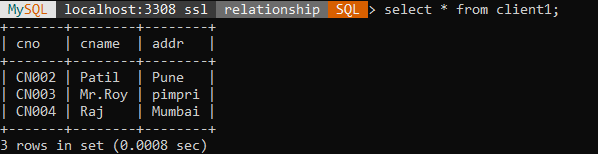 MySQL localhost:3308 ssl relationship SQL > select * from client1;
+-------+--------+--------+
| cno   | cname  | addr   |
+-------+--------+--------+
| CN002 | Patil  | Pune   |
| CN003 | Mr.Roy | pimpri |
| CN004 | Raj    | Mumbai |
+-------+--------+--------+
3 rows in set (0.0008 sec)